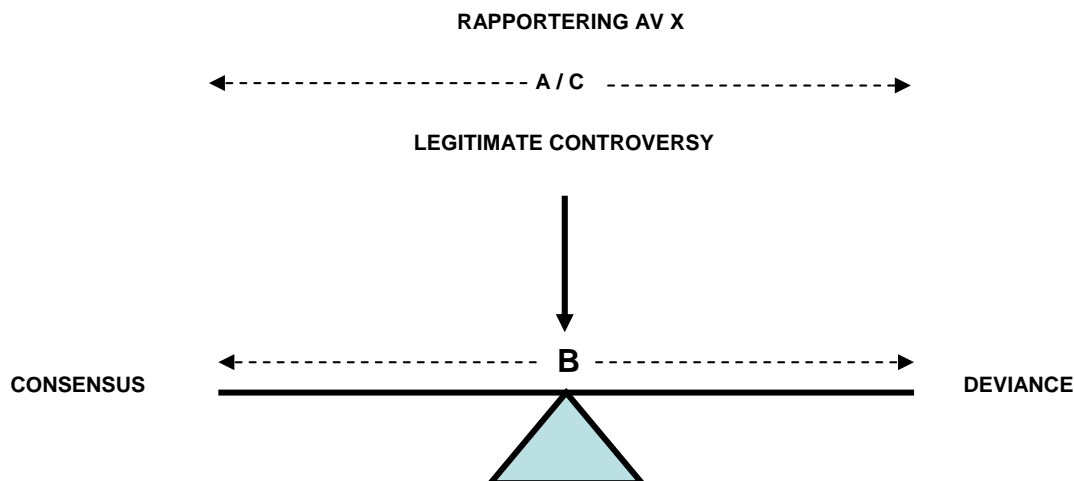 RAPPORTERING AV X
A / C
LEGITIMATE CONTROVERSY
B
CONSENSUS
DEVIANCE